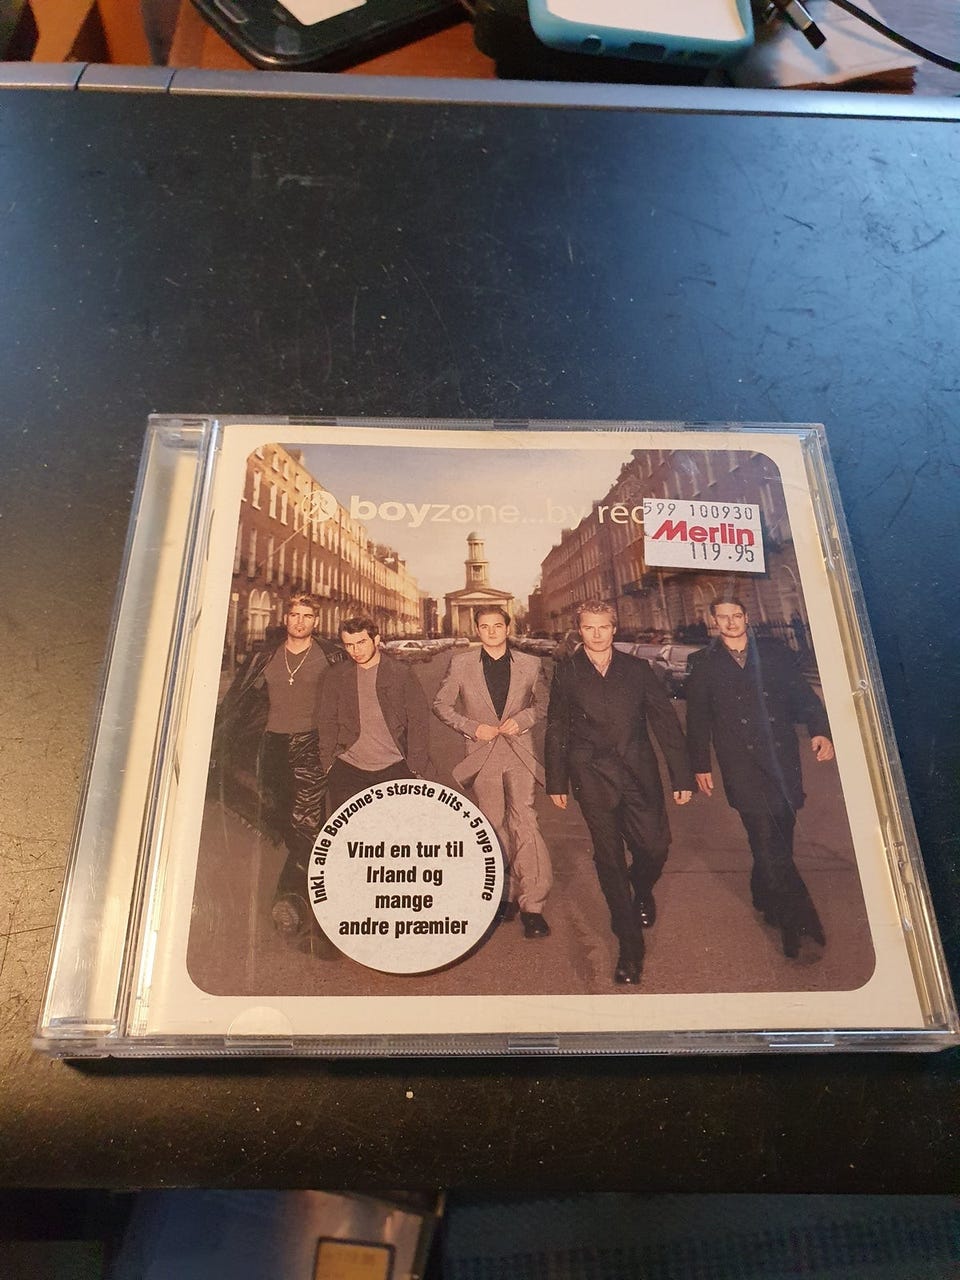 boyzone...by rec
599 100930
Merlin
119.95
Inkl. alle Boyzone's største hits + 5 nye numre
Vind en tur til
Irland og
mange
andre præmier